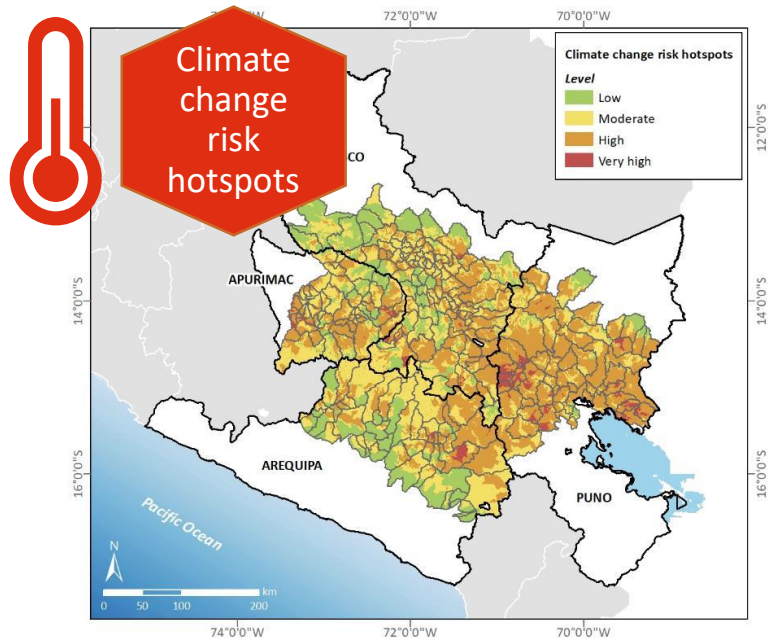 72°0'0"W
70°0'0"W
Climate
change
risk
hotspots
Climate change risk hotspots
Level
Low
Moderate
High
Very high
12°0'0"S
CO
APURIMAC
14°0'0"S
14°0'0"S
AREQUIPA
PUNO
16°0'0"S
16°0'0"S
Pacific Ocean
N
km
0 50 100 200
74°0'0"W
72°0'0"W
70°0'0"W